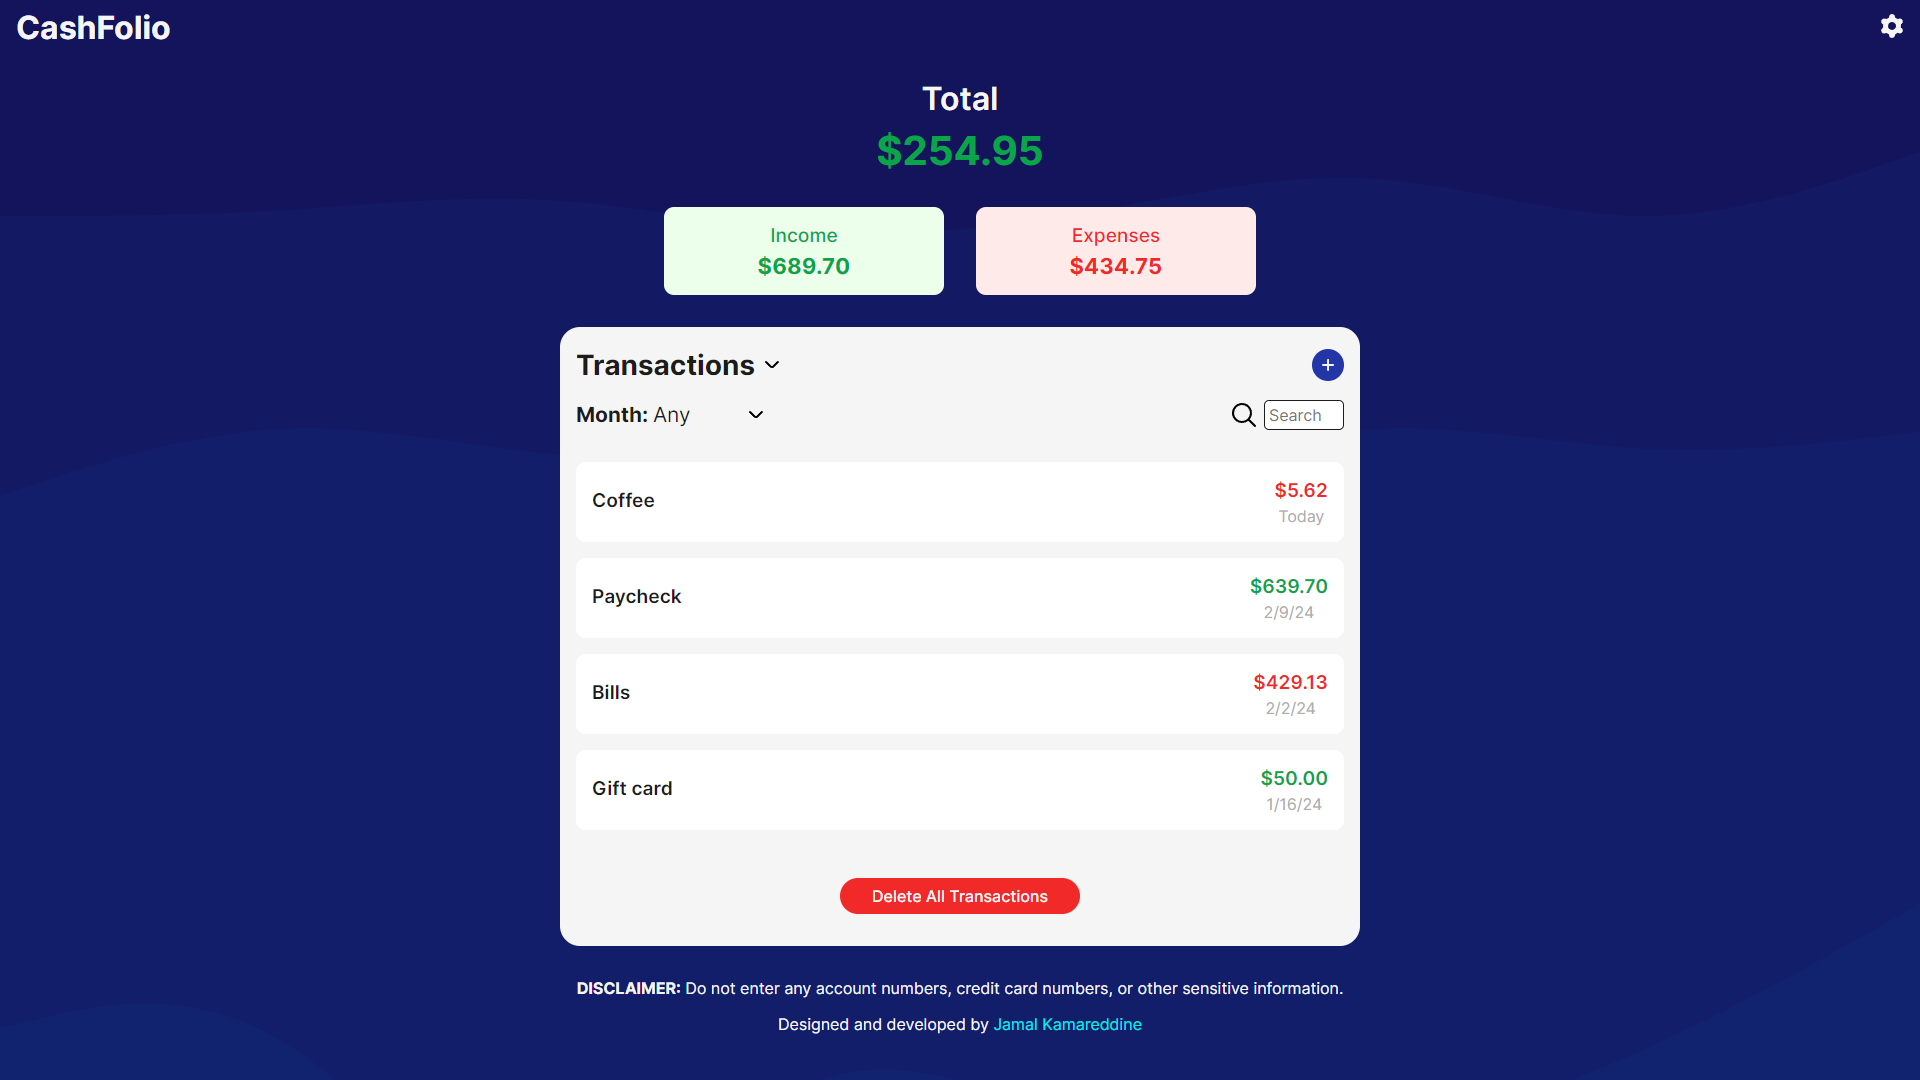 CashFolio
Total
$254.95
Income
$689.70
Expenses
$434.75
Transactions
Month: Any
Search
Coffee
$5.62
Today
Paycheck
$639.70
2/9/24
Bills
$429.13
2/2/24
Gift card
$50.00
1/16/24
Delete All Transactions
DISCLAIMER: Do not enter any account numbers, credit card numbers, or other sensitive information.
Designed and developed by Jamal Kamareddine